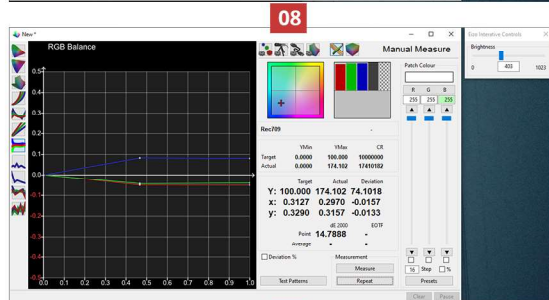 08
New *
RGB Balance
0.5
0.4
0.3
0.2
0.1
0.0
-0.1
-0.2
-0.3
-0.4
-0.5
0.0 0.1 0.2 0.3 0.4 0.5 0.6 0.7 0.8 0.9 1.0
Manual Measure
Rec709 -
YMin YMax CR
Target 0.0000 100.000 10000000
Actual 0.0000 174.102 17410182
Target Actual Deviation
Y: 100.000 174.102 74.1018
x: 0.3127 0.2970 -0.0157
y: 0.3290 0.3157 -0.0133
dE 2000 EOTF
Point 14.7888 -
Average - -
Deviation % Measurement
Measure
Test Patterns Repeat
Patch Colour
R G B
255 255 255
16 Step %
Presets
Clear Pause
Size Interative Controls
Brightness
0 403 1023